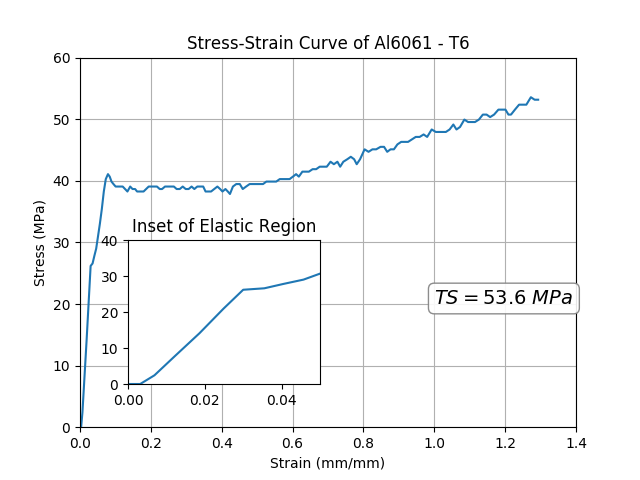 Stress-Strain Curve of Al6061 - T6
60
50
40
30
20
10
0
Stress (MPa)
Inset of Elastic Region
40
30
20
10
0
0.00 0.02 0.04
TS = 53.6 MPa
0.0 0.2 0.4 0.6 0.8 1.0 1.2 1.4
Strain (mm/mm)